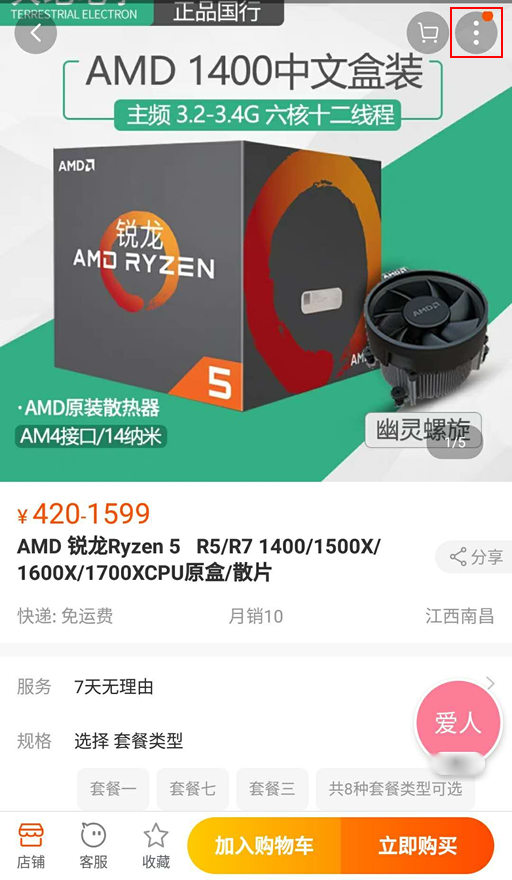 TERRESTRIAL ELECTRON
正品国行
AMD 1400中文盒装
主频 3.2-3.4G 六核十二线程
AMD
锐龙
AMD RYZEN
5
AMD
AMD
·AMD原装散热器
AM4接口/14纳米
幽灵螺旋
1/5
¥ 420-1599
AMD 锐龙Ryzen 5 R5/R7 1400/1500X/
1600X/1700XCPU原盒/散片
分享
快递: 免运费
月销10
江西南昌
服务
7天无理由
爱人
规格
选择 套餐类型
套餐一
套餐七
套餐三
共8种套餐类型可选
店铺
客服
收藏
加入购物车
立即购买